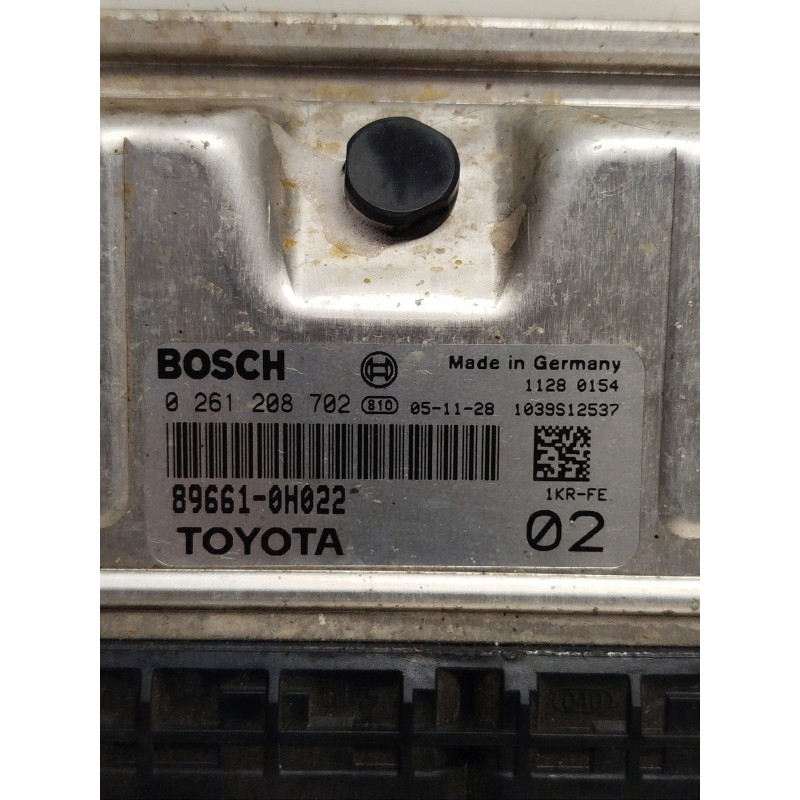 BOSCH Made in Germany
1128 0154
0 261 208 702 810 05-11-28 1039S12537
89661-0H022 1KR-FE
TOYOTA 02
040